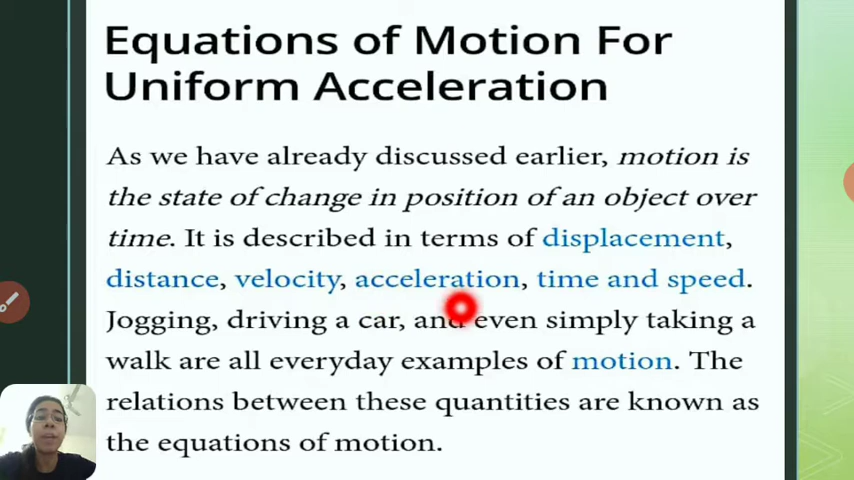 Equations of Motion For
Uniform Acceleration
As we have already discussed earlier, motion is
the state of change in position of an object over
time. It is described in terms of displacement,
distance, velocity, acceleration, time and speed.
Jogging, driving a car, and even simply taking a
walk are all everyday examples of motion. The
relations between these quantities are known as
the equations of motion.